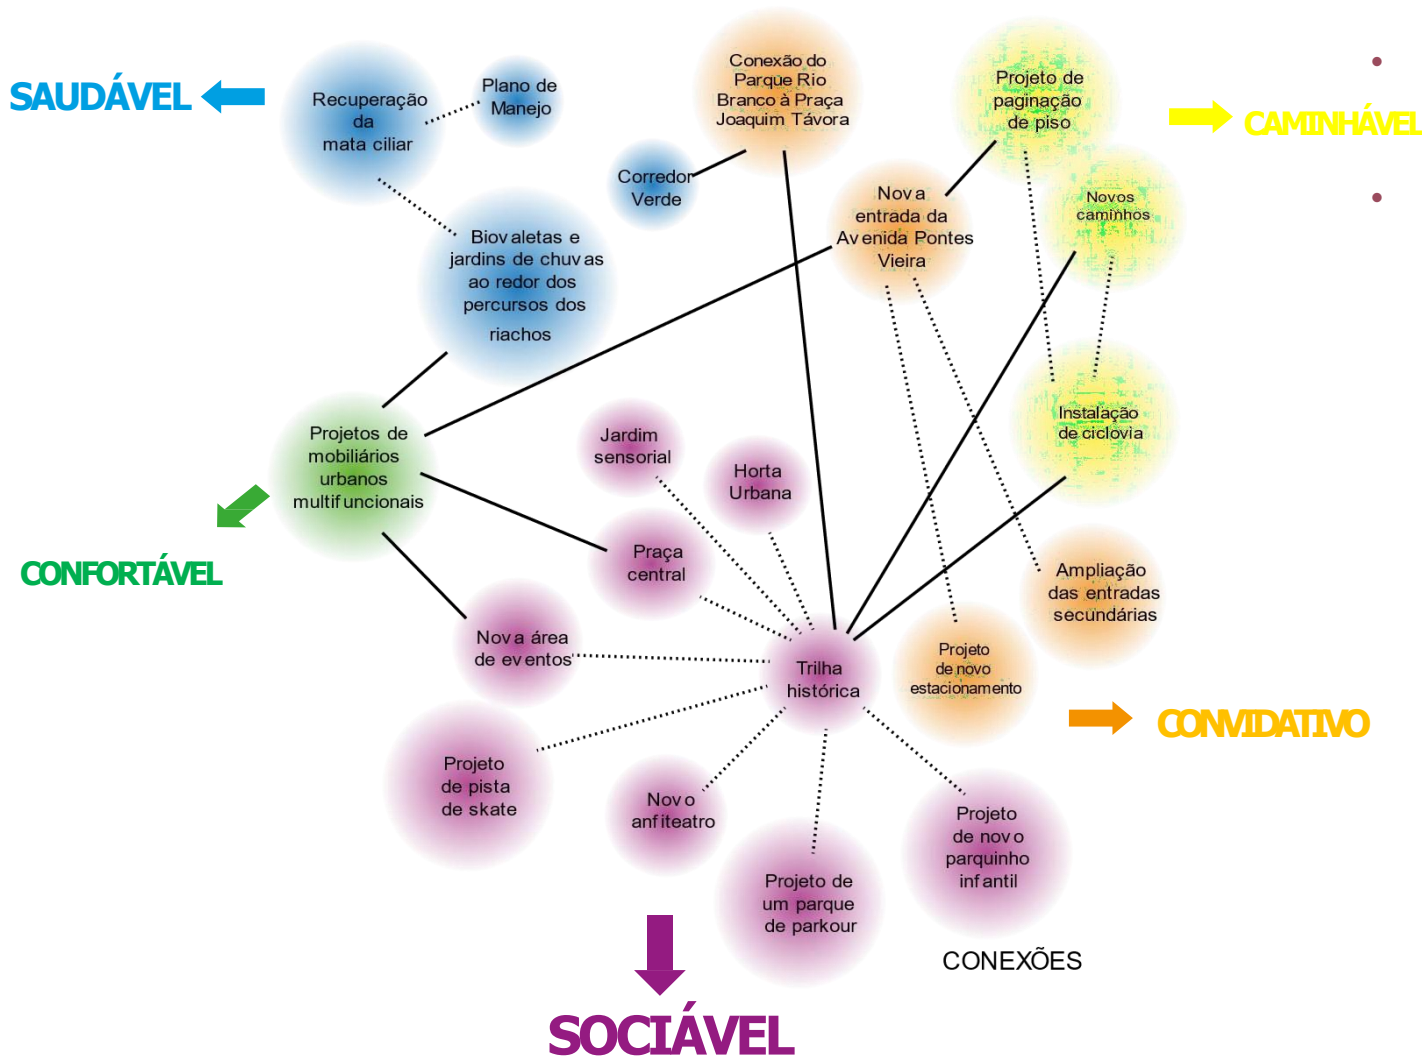 SAUDÁVEL
Recuperação
da
mata ciliar
Plano de
Manejo
Conexão do
Parque Rio
Branco à Praça
Joaquim Távora
Projeto de
paginação
de piso
CAMINHÁVEL
Corredor
Verde
Nova
entrada da
Avenida Pontes
Vieira
Novos
caminhos
Biovaletas e
jardins de chuvas
ao redor dos
percursos dos
riachos
Projetos de
mobiliários
urbanos
multifuncionais
Jardim
sensorial
Horta
Urbana
Instalação
de ciclovia
CONFORTÁVEL
Praça
central
Ampliação
das entradas
secundárias
Nova área
de eventos
Trilha
histórica
Projeto
de novo
estacionamento
CONVIDATIVO
Projeto
de pista
de skate
Novo
anfiteatro
Projeto de
um parque
de parkour
Projeto
de novo
parquinho
infantil
CONEXÕES
SOCIÁVEL